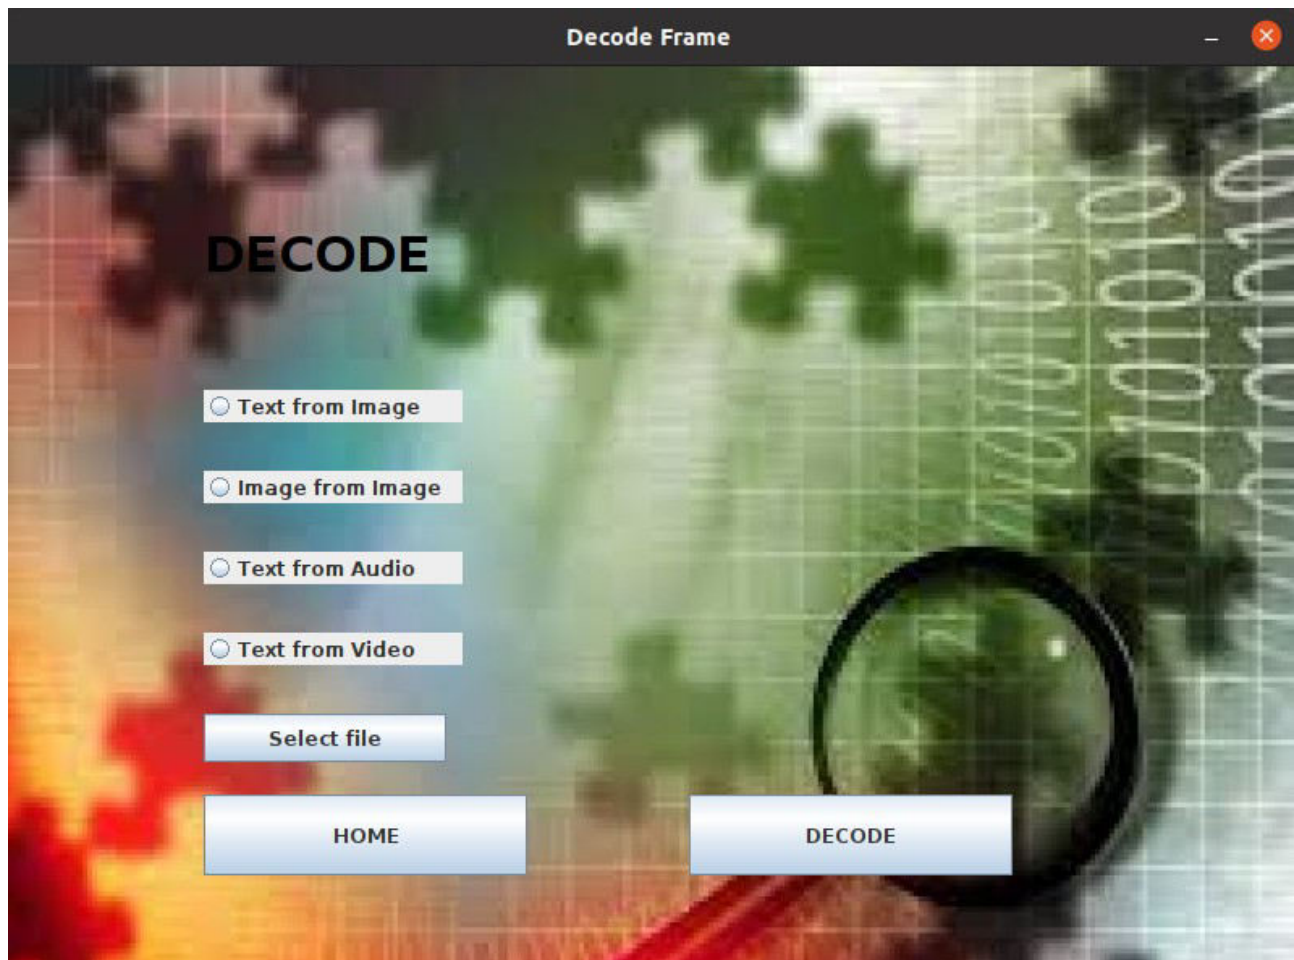 Decode Frame
DECODE
Text from Image
Image from Image
Text from Audio
Text from Video
Select file
HOME
DECODE